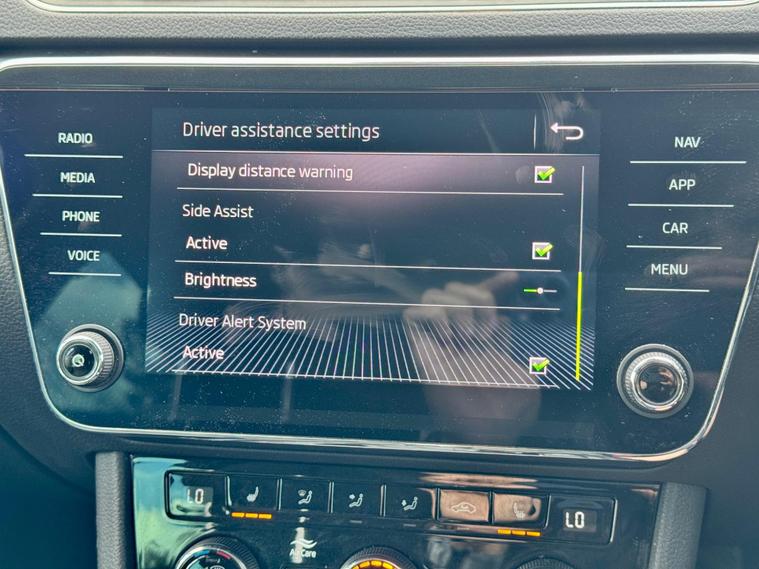 RADIO
MEDIA
PHONE
VOICE
Driver assistance settings
Display distance warning
Side Assist
Active
Brightness
Driver Alert System
Active
NAV
APP
CAR
MENU
LO
LO
AirCare